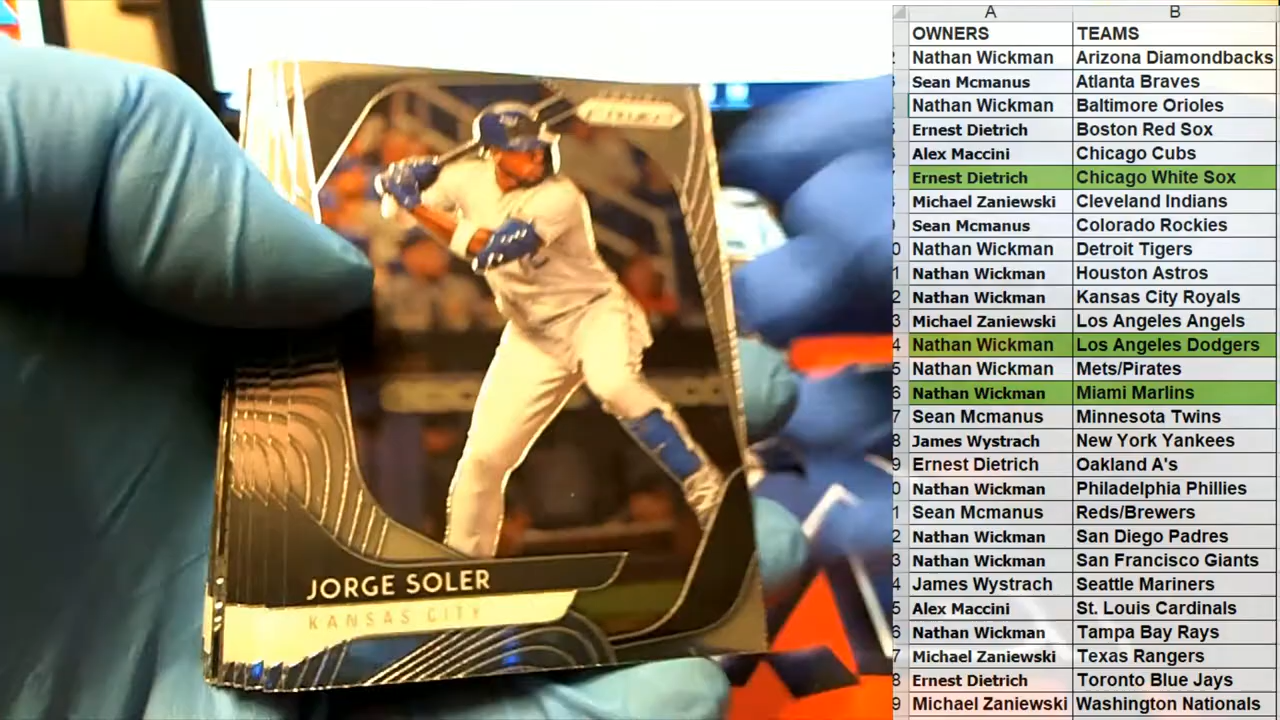 JORGE SOLER
KANSAS CITY
A B
OWNERS TEAMS
Nathan Wickman Arizona Diamondbacks
Sean Mcmanus Atlanta Braves
Nathan Wickman Baltimore Orioles
Ernest Dietrich Boston Red Sox
Alex Maccini Chicago Cubs
Ernest Dietrich Chicago White Sox
Michael Zaniewski Cleveland Indians
Sean Mcmanus Colorado Rockies
Nathan Wickman Detroit Tigers
Nathan Wickman Houston Astros
Nathan Wickman Kansas City Royals
Michael Zaniewski Los Angeles Angels
Nathan Wickman Los Angeles Dodgers
Nathan Wickman Mets/Pirates
Nathan Wickman Miami Marlins
Sean Mcmanus Minnesota Twins
James Wystrach New York Yankees
Ernest Dietrich Oakland A's
Nathan Wickman Philadelphia Phillies
Sean Mcmanus Reds/Brewers
Nathan Wickman San Diego Padres
Nathan Wickman San Francisco Giants
James Wystrach Seattle Mariners
Alex Maccini St. Louis Cardinals
Nathan Wickman Tampa Bay Rays
Michael Zaniewski Texas Rangers
Ernest Dietrich Toronto Blue Jays
Michael Zaniewski Washington Nationals